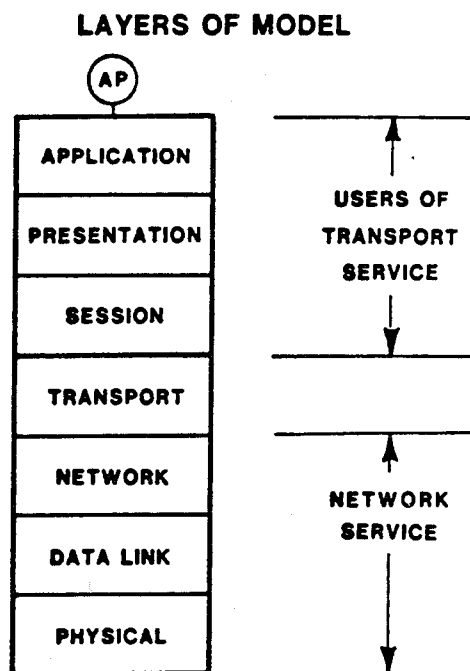 LAYERS OF MODEL
AP
APPLICATION
PRESENTATION
SESSION
TRANSPORT
NETWORK
DATA LINK
PHYSICAL
USERS OF
TRANSPORT
SERVICE
NETWORK
SERVICE